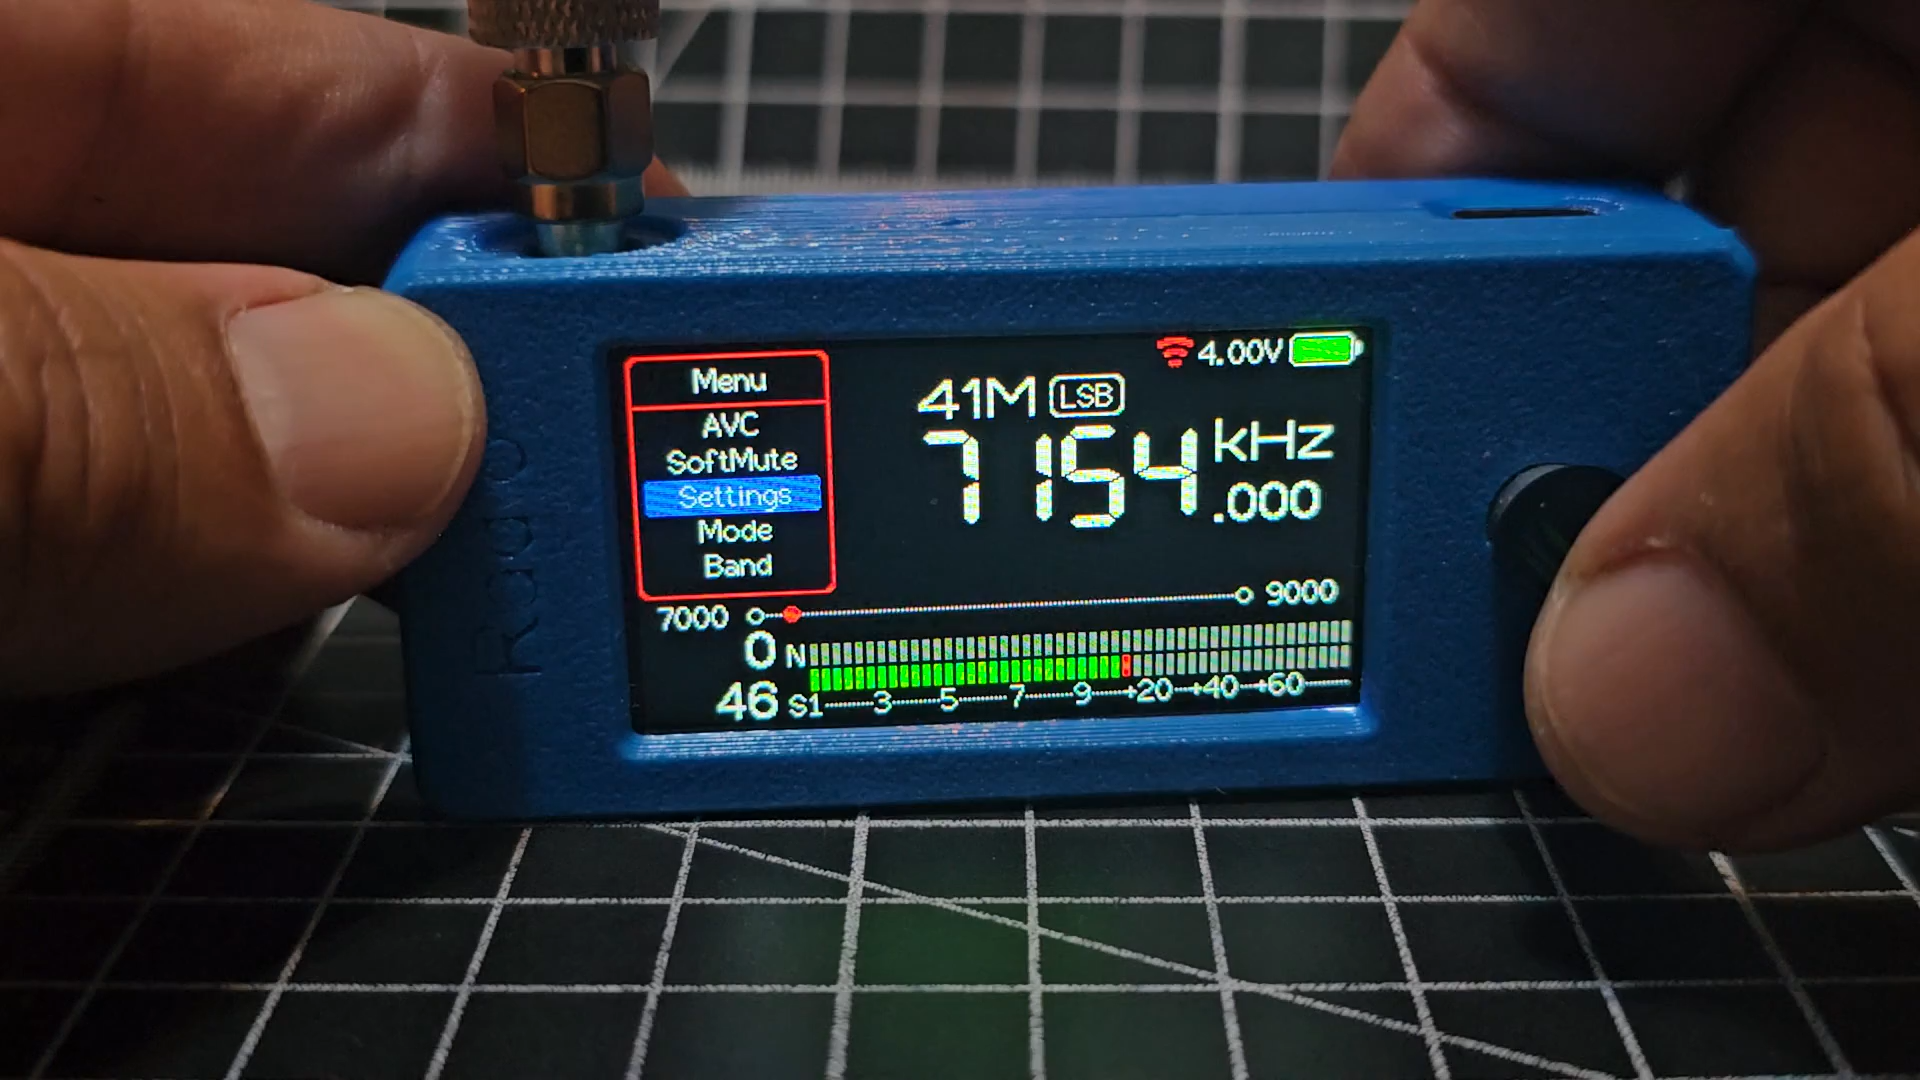 Menu
AVC
SoftMute
Settings
Mode
Band
4.00V
41M LSB
7154 kHz
.000
7000 9000
0 N
46 S1 3 5 7 9 +20 +40 +60
Radio